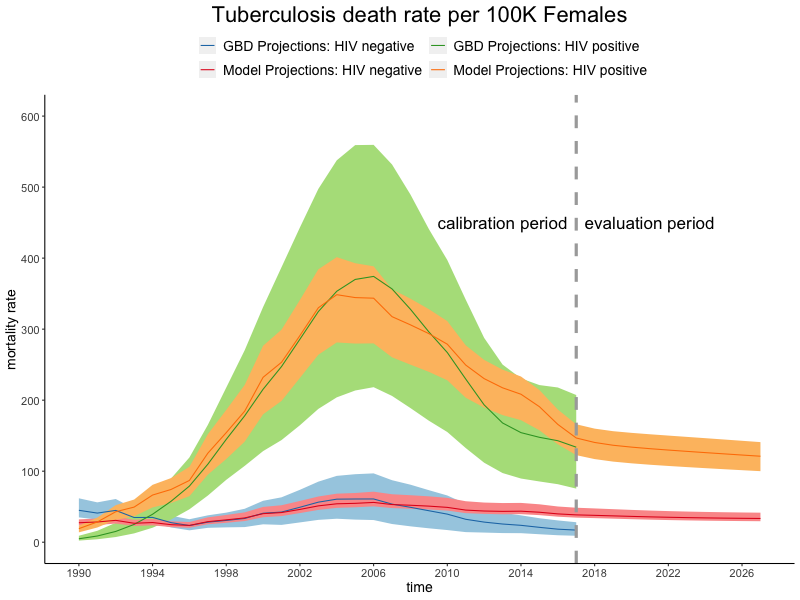 Tuberculosis death rate per 100K Females
GBD Projections: HIV negative GBD Projections: HIV positive
Model Projections: HIV negative Model Projections: HIV positive
600
500
calibration period evaluation period
400
mortality rate
300
200
100
0
1990 1994 1998 2002 2006 2010 2014 2018 2022 2026
time